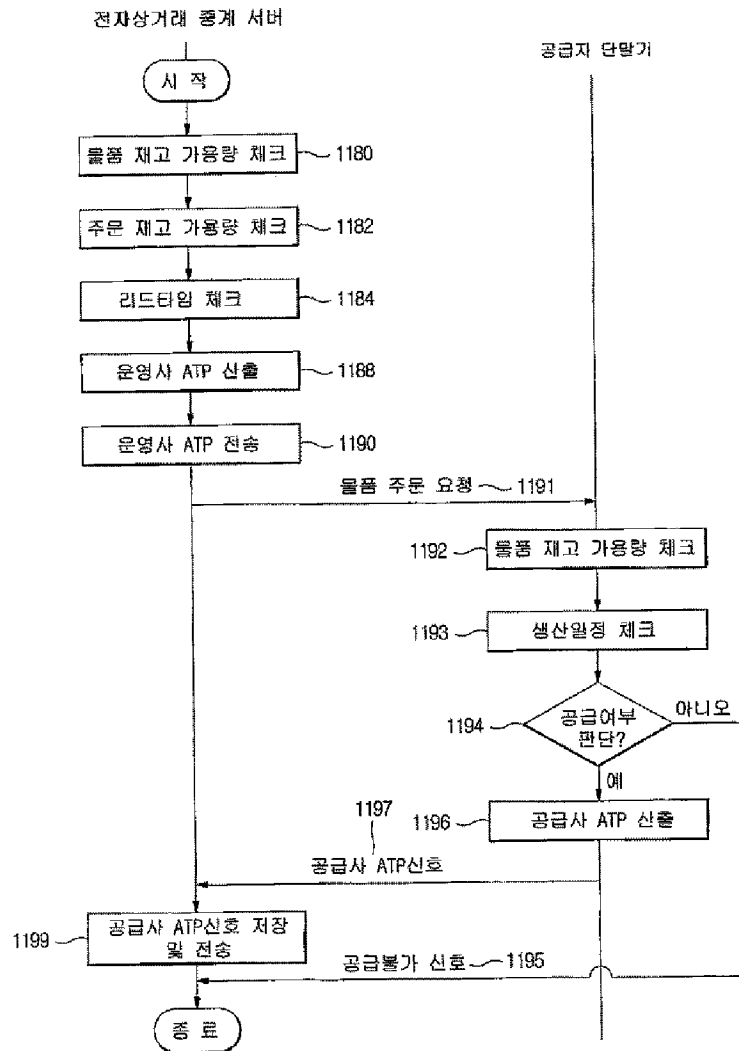 전자상거래 중계 서버
공급자 단말기
시 작
물품 재고 가용량 체크
1180
주문 재고 가용량 체크
1182
리드타임 체크
1184
운영사 ATP 산출
1188
운영사 ATP 전송
1190
물품 주문 요청
1191
1192
물품 재고 가용량 체크
1193
생산일정 체크
1194
공급여부
판단?
아니오
예
1196
공급사 ATP 산출
1197
공급사 ATP신호
1199
공급사 ATP신호 저장
및 전송
공급불가 신호
1195
종 료